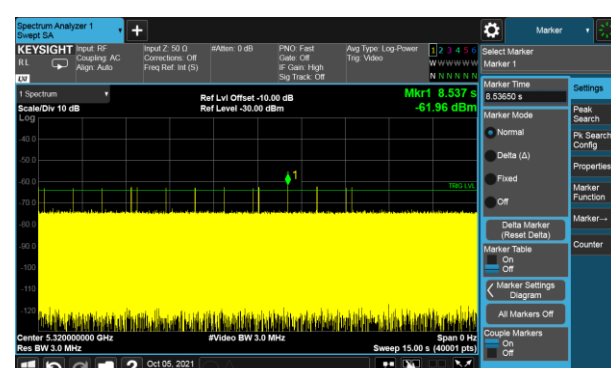 Spectrum Analyzer 1
Swept SA
+
Marker
KEYSIGHT
RL
LXI
Input: RF
Coupling: AC
Align: Auto
Input Z: 50 Ω
Corrections: Off
Freq Ref: Int (S)
#Atten: 0 dB
PNO: Fast
Gate: Off
IF Gain: High
Sig Track: Off
Avg Type: Log-Power
Trig: Video
1 2 3 4 5 6
W W W W W W
N N N N N N
1 Spectrum
Scale/Div 10 dB
Log
Ref Lvl Offset -10.00 dB
Ref Level -30.00 dBm
Mkr1 8.537 s
-61.96 dBm
-40.0
-50.0
-60.0
-70.0
-80.0
-90.0
-100
-110
-120
1
TRIG LVL
Center 5.320000000 GHz
Res BW 3.0 MHz
#Video BW 3.0 MHz
Span 0 Hz
Sweep 15.00 s (40001 pts)
?
Oct 05, 2021
Select Marker
Marker 1
Marker Time
8.53650 s
Marker Mode
Normal
Delta (Δ)
Fixed
Off
Delta Marker
(Reset Delta)
Marker Table
On
Off
Marker Settings
Diagram
All Markers Off
Couple Markers
On
Off
Settings
Peak
Search
Pk Search
Config
Properties
Marker
Function
Marker→
Counter